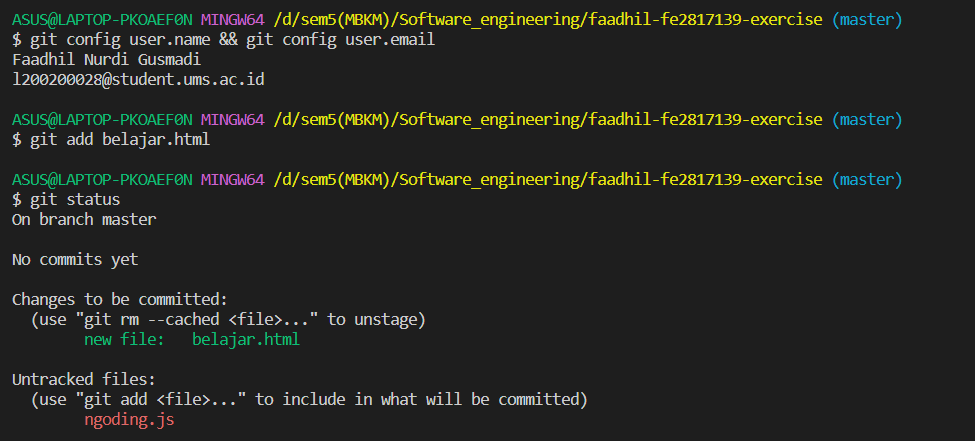 ASUS@LAPTOP-PKOAEF0N MINGW64 /d/sem5(MBKM)/Software_engineering/faadhil-fe2817139-exercise (master)
$ git config user.name && git config user.email
Faadhil Nurdi Gusmadi
l200200028@student.ums.ac.id
ASUS@LAPTOP-PKOAEF0N MINGW64 /d/sem5(MBKM)/Software_engineering/faadhil-fe2817139-exercise (master)
$ git add belajar.html
ASUS@LAPTOP-PKOAEF0N MINGW64 /d/sem5(MBKM)/Software_engineering/faadhil-fe2817139-exercise (master)
$ git status
On branch master
No commits yet
Changes to be committed:
  (use "git rm --cached <file>..." to unstage)
        new file:   belajar.html
Untracked files:
  (use "git add <file>..." to include in what will be committed)
        ngoding.js